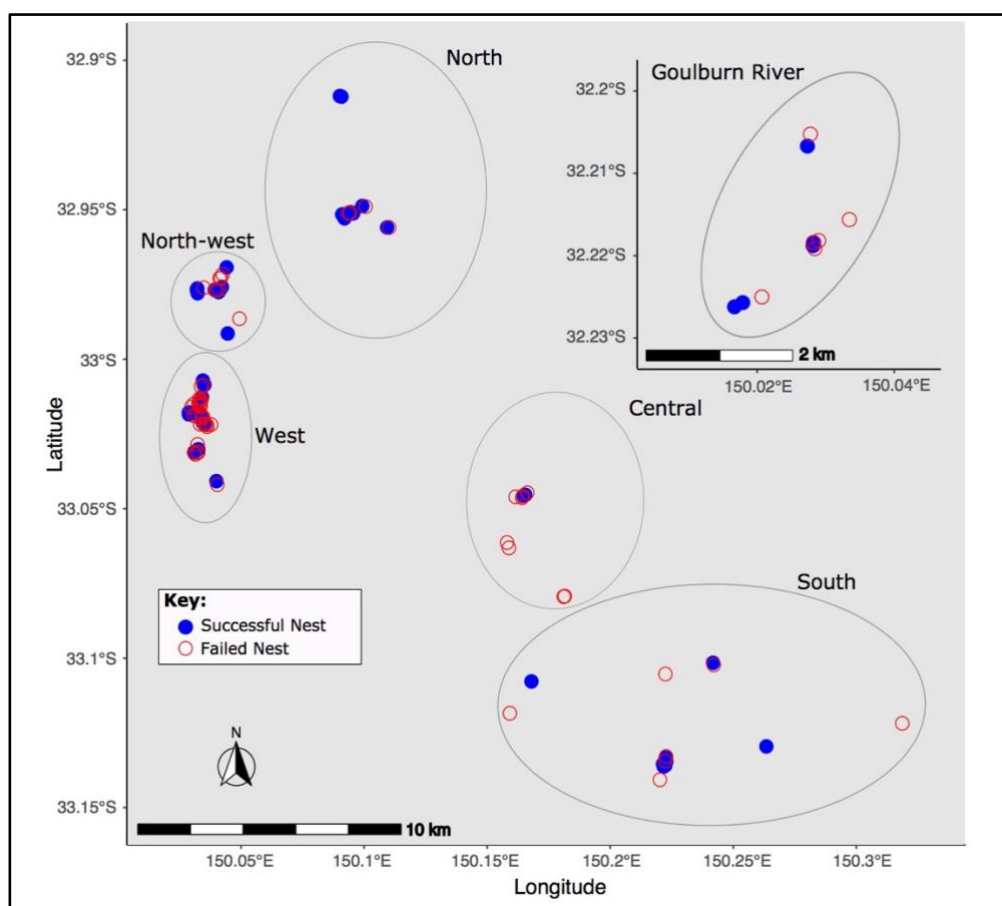 North
Goulburn River
32.9°S
32.2°S
32.21°S
32.95°S
32.22°S
North-west
32.23°S
2 km
33°S
150.02°E 150.04°E
Central
West
Latitude
33.05°S
South
Key:
Successful Nest
Failed Nest
33.1°S
N
33.15°S
10 km
150.05°E 150.1°E 150.15°E 150.2°E 150.25°E 150.3°E
Longitude